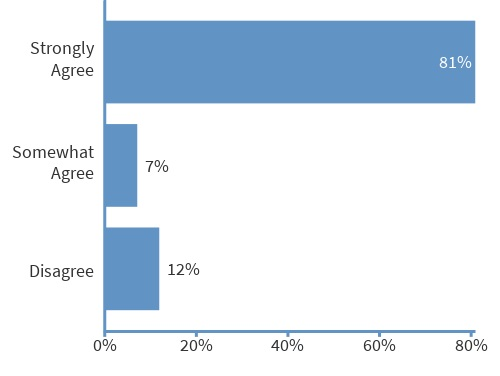 Strongly
Agree
81%
Somewhat
Agree
7%
Disagree
12%
0% 20% 40% 60% 80%